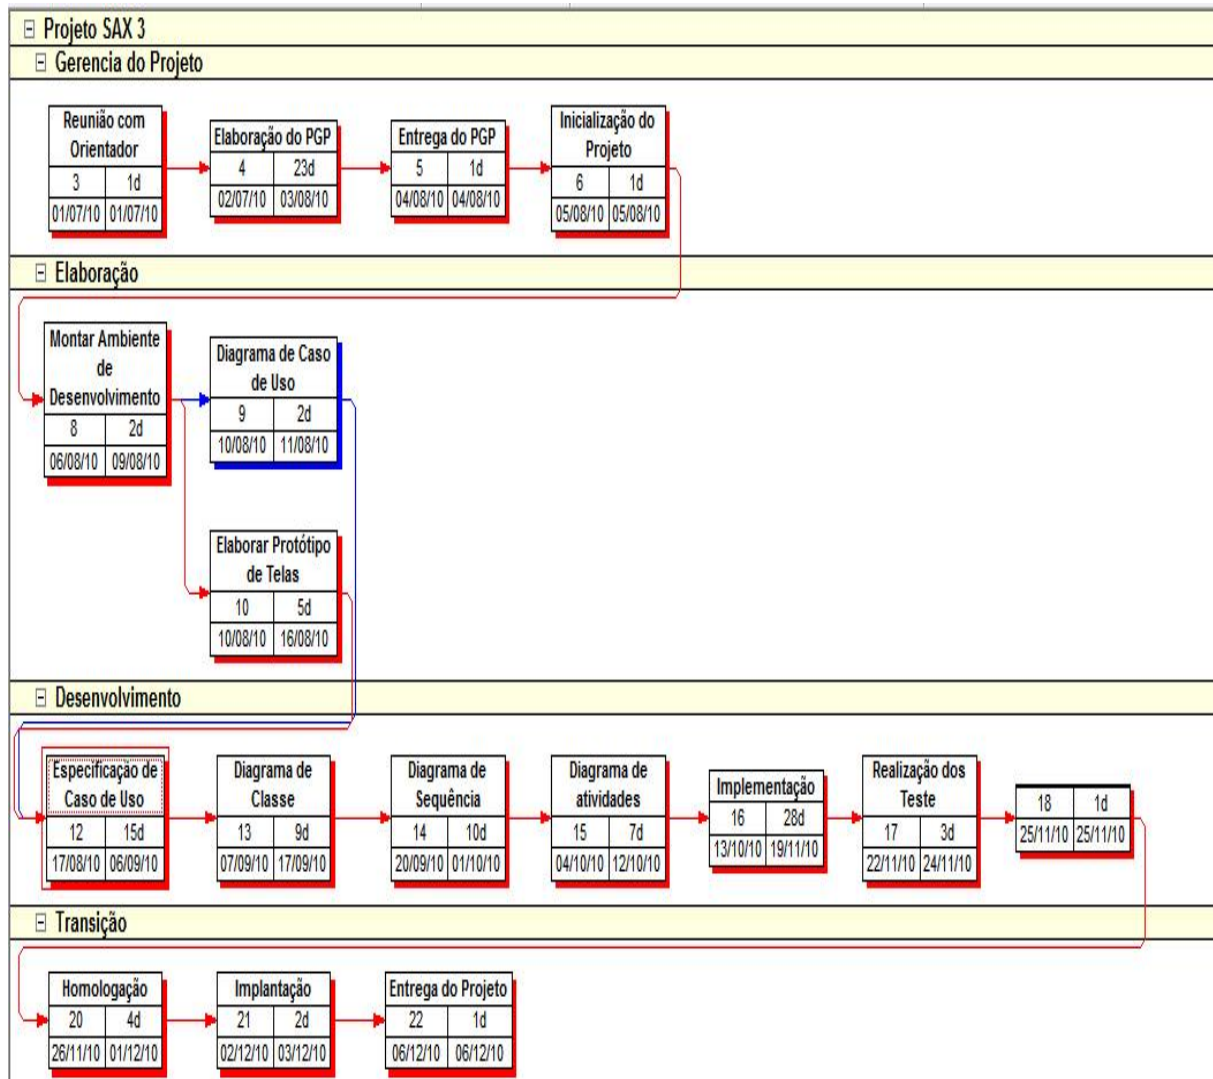 Projeto SAX 3
Gerencia do Projeto
Reunião com
Orientador
3 1d
01/07/10 01/07/10
Elaboração do PGP
4 23d
02/07/10 03/08/10
Entrega do PGP
5 1d
04/08/10 04/08/10
Inicialização do
Projeto
6 1d
05/08/10 05/08/10
Elaboração
Montar Ambiente
de
Desenvolvimento
8 2d
06/08/10 09/08/10
Diagrama de Caso
de Uso
9 2d
10/08/10 11/08/10
Elaborar Protótipo
de Telas
10 5d
10/08/10 16/08/10
Desenvolvimento
Especificação de
Caso de Uso
12 15d
17/08/10 06/09/10
Diagrama de
Classe
13 9d
07/09/10 17/09/10
Diagrama de
Sequência
14 10d
20/09/10 01/10/10
Diagrama de
atividades
15 7d
04/10/10 12/10/10
Implementação
16 28d
13/10/10 19/11/10
Realização dos
Teste
17 3d
22/11/10 24/11/10
18 1d
25/11/10 25/11/10
Transição
Homologação
20 4d
26/11/10 01/12/10
Implantação
21 2d
02/12/10 03/12/10
Entrega do Projeto
22 1d
06/12/10 06/12/10